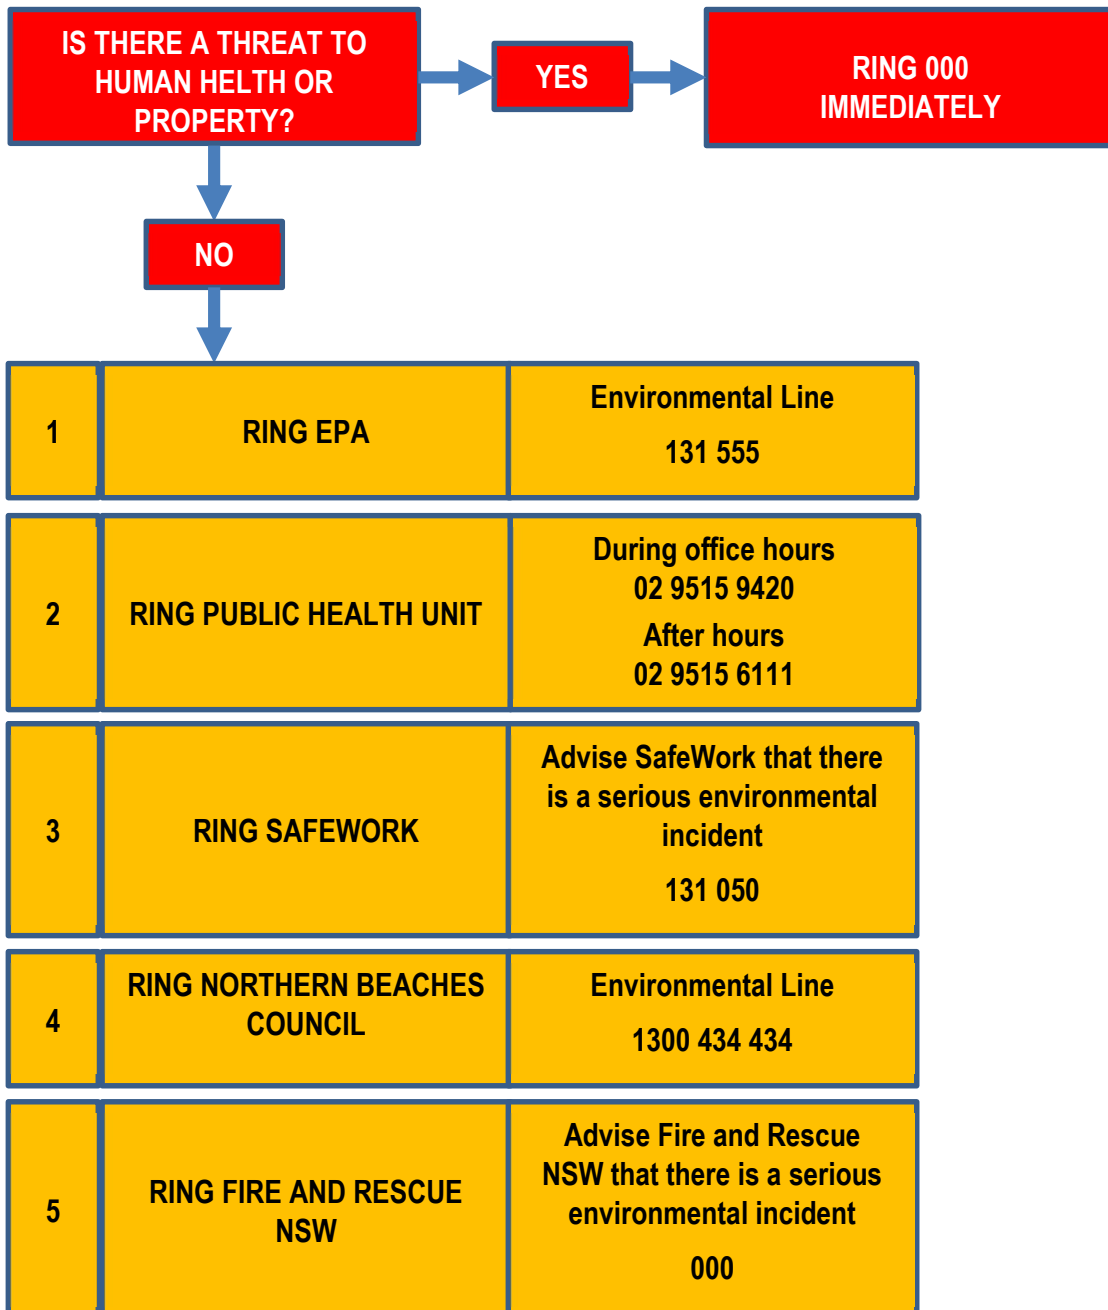 IS THERE A THREAT TO
HUMAN HELTH OR
PROPERTY?
YES
RING 000
IMMEDIATELY
NO
1
RING EPA
Environmental Line
131 555
2
RING PUBLIC HEALTH UNIT
During office hours
02 9515 9420
After hours
02 9515 6111
3
RING SAFEWORK
Advise SafeWork that there
is a serious environmental
incident
131 050
4
RING NORTHERN BEACHES
COUNCIL
Environmental Line
1300 434 434
5
RING FIRE AND RESCUE
NSW
Advise Fire and Rescue
NSW that there is a serious
environmental incident
000